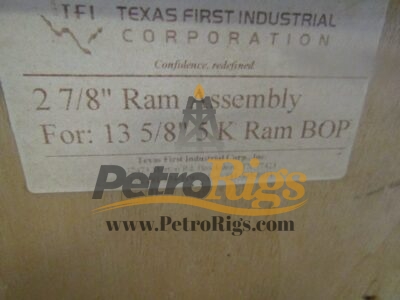 TFI TEXAS FIRST INDUSTRIAL
CORPORATION
Confidence, redefined
2 7/8" Ram Assembly
For: 13 5/8" 5 K Ram BOP
Texas First Industrial Corp., Inc.
PetroRigs
www.PetroRigs.com